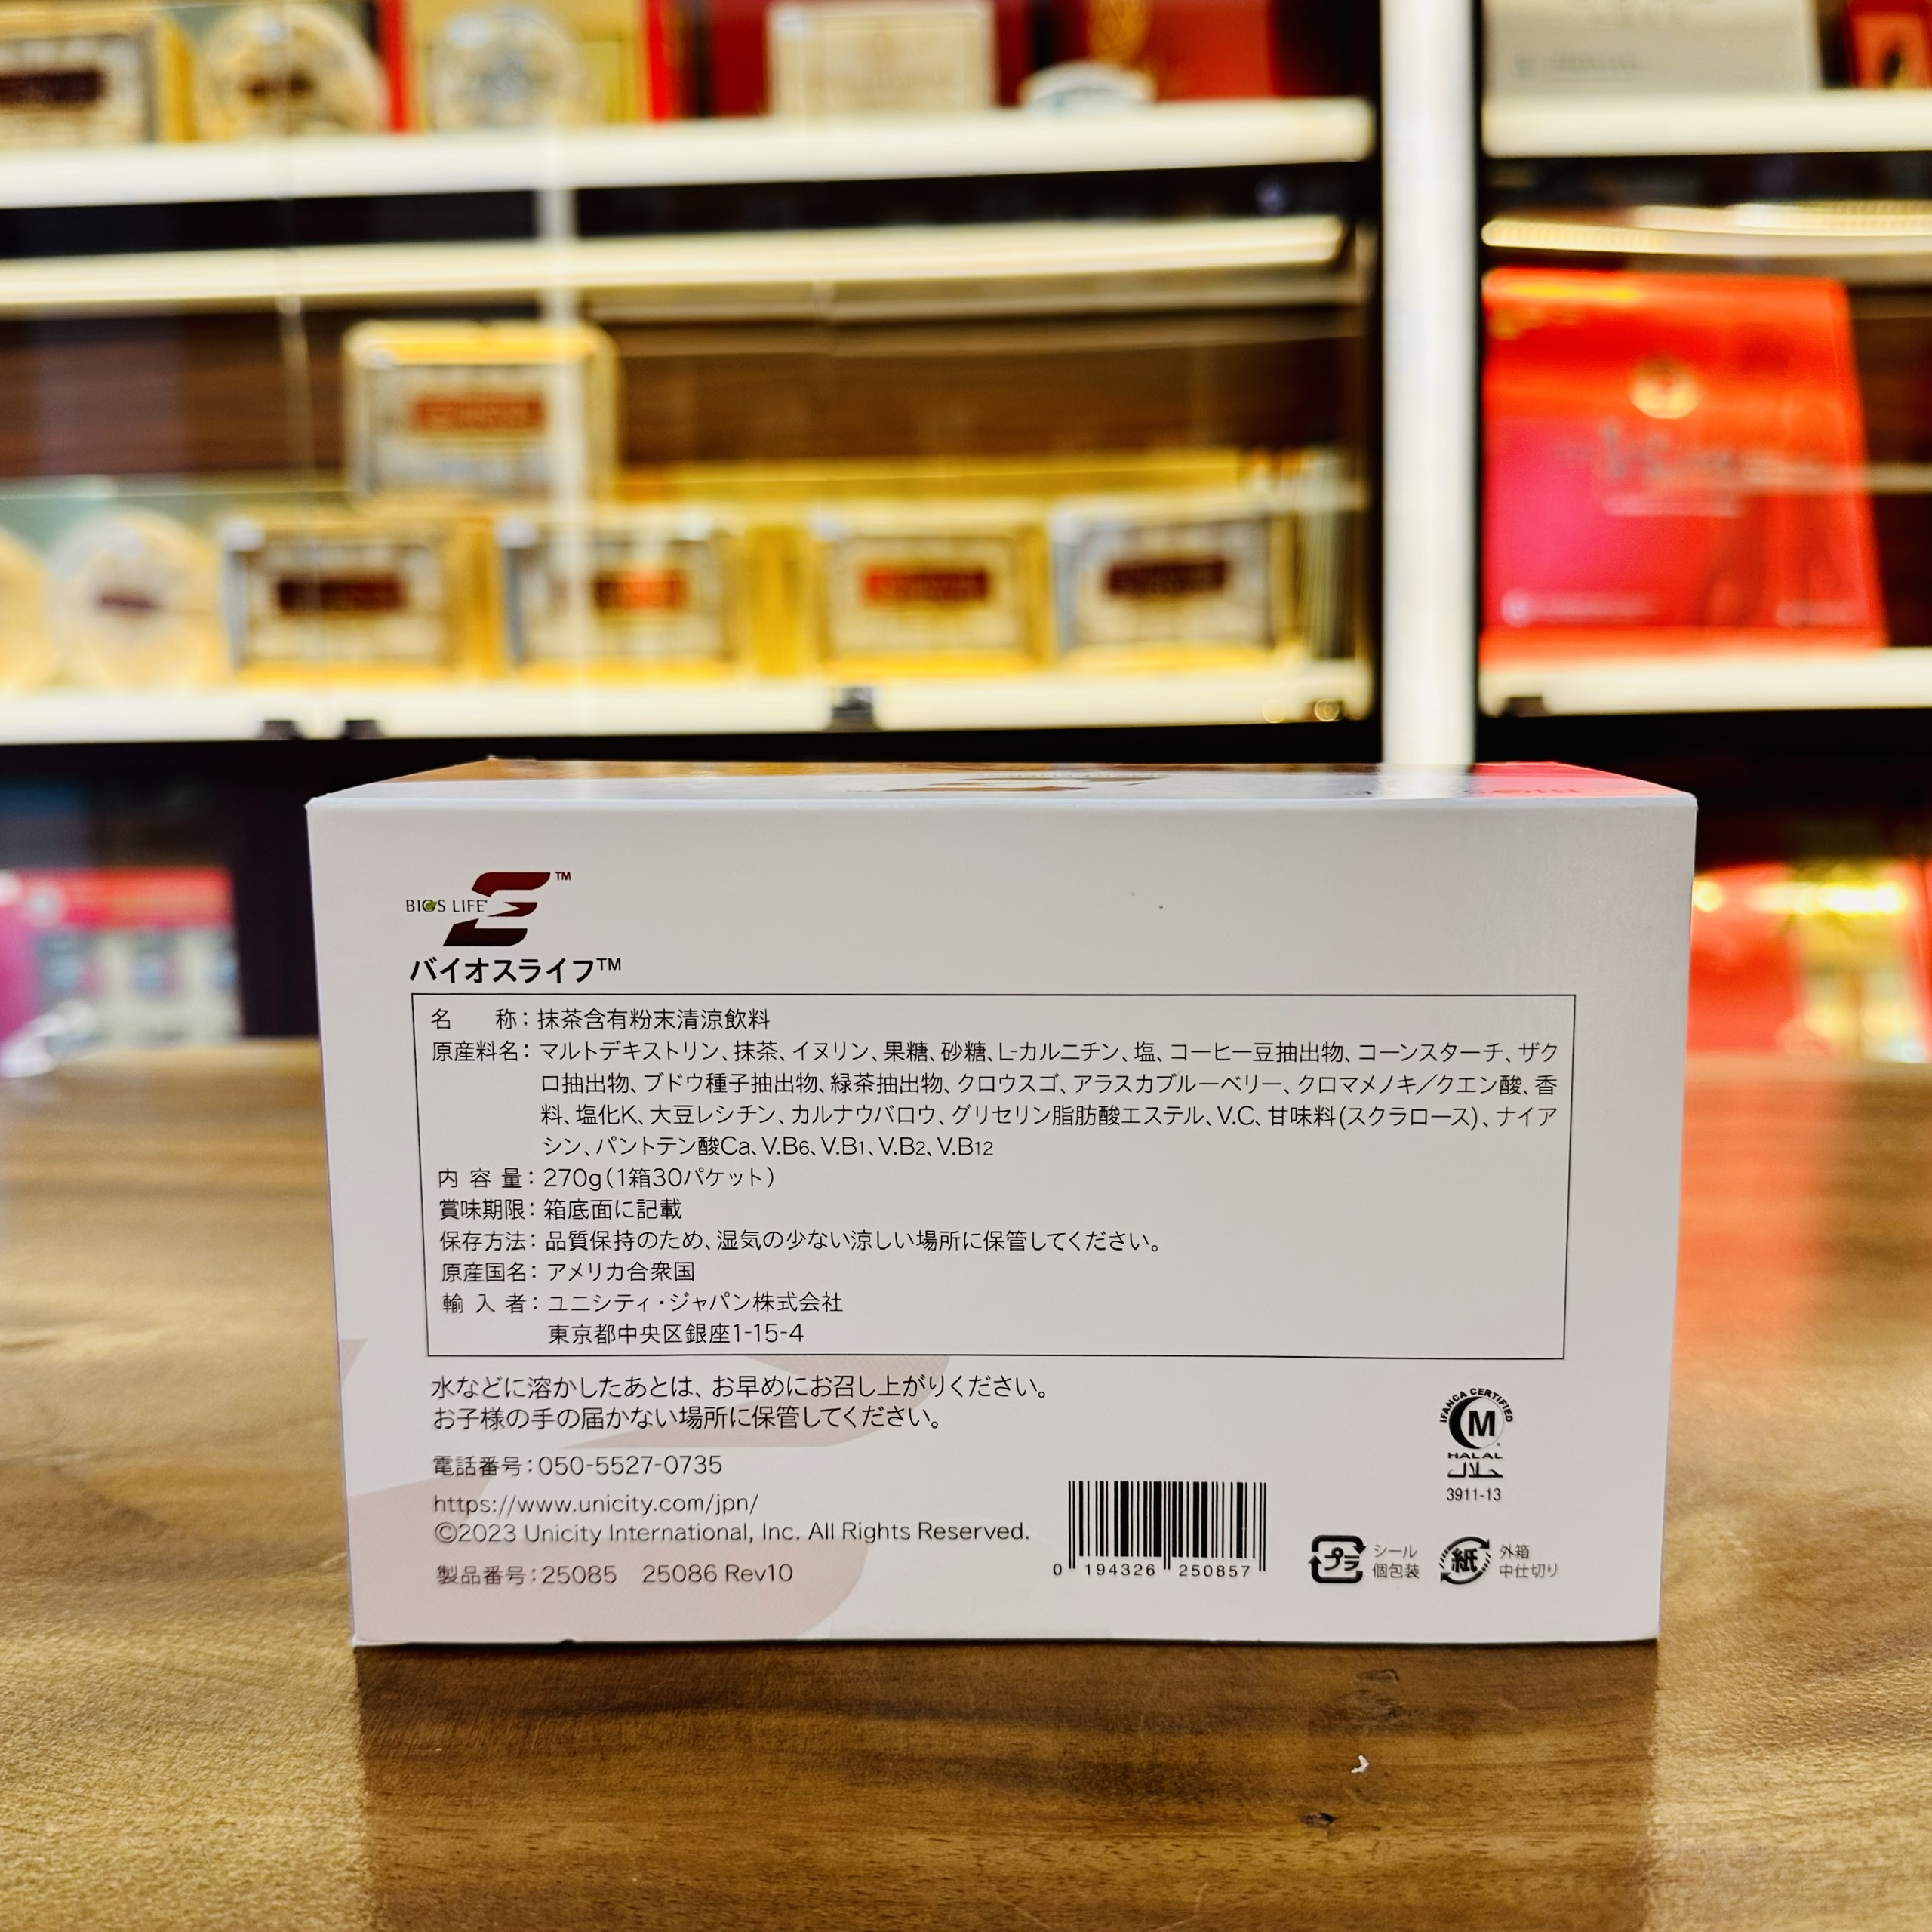 BIOS LIFE E™
バイオスライフ™
名　　称：抹茶含有粉末清涼飲料
原産料名：マルトデキストリン、抹茶、イヌリン、果糖、砂糖、L-カルニチン、塩、コーヒー豆抽出物、コーンスターチ、ザク
ロ抽出物、ブドウ種子抽出物、緑茶抽出物、クロウスゴ、アラスカブルーベリー、クロマメノキ／クエン酸、香
料、塩化K、大豆レシチン、カルナウバロウ、グリセリン脂肪酸エステル、V.C、甘味料(スクラロース)、ナイア
シン、パントテン酸Ca、V.B6、V.B1、V.B2、V.B12
内 容 量：270g（1箱30パケット）
賞味期限：箱底面に記載
保存方法：品質保持のため、湿気の少ない涼しい場所に保管してください。
原産国名：アメリカ合衆国
輸 入 者：ユニシティ・ジャパン株式会社
東京都中央区銀座1-15-4
水などに溶かしたあとは、お早めにお召し上がりください。
お子様の手の届かない場所に保管してください。
電話番号：050-5527-0735
https://www.unicity.com/jpn/
©2023 Unicity International, Inc. All Rights Reserved.
製品番号：25085　25086 Rev10
0 194326 250857
IFANCA CERTIFIED
M
HALAL
حلال
3911-13
プラ
シール
個包装
紙
外箱
中仕切り